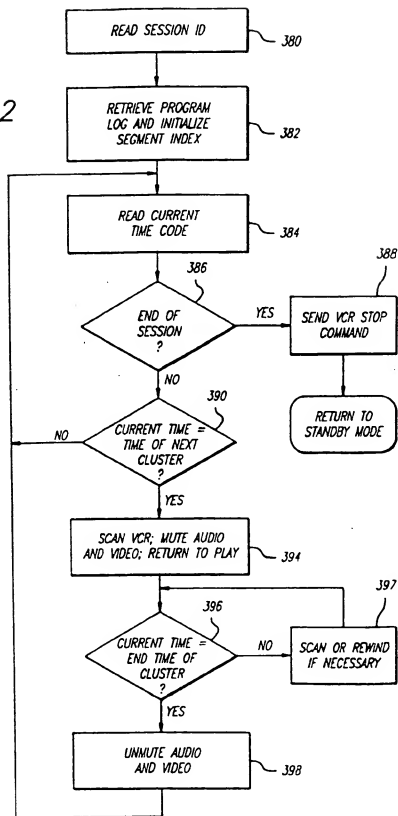 READ SESSION ID
380
2
RETRIEVE PROGRAM
LOG AND INITIALIZE
SEGMENT INDEX
382
READ CURRENT
TIME CODE
384
386
388
END OF
SESSION
?
YES
SEND VCR STOP
COMMAND
NO
RETURN TO
STANDBY MODE
390
NO
CURRENT TIME =
TIME OF NEXT
CLUSTER
?
YES
SCAN VCR; MUTE AUDIO
AND VIDEO; RETURN TO PLAY
394
397
396
CURRENT TIME =
END TIME OF
CLUSTER
?
NO
SCAN OR REWIND
IF NECESSARY
YES
UNMUTE AUDIO
AND VIDEO
398